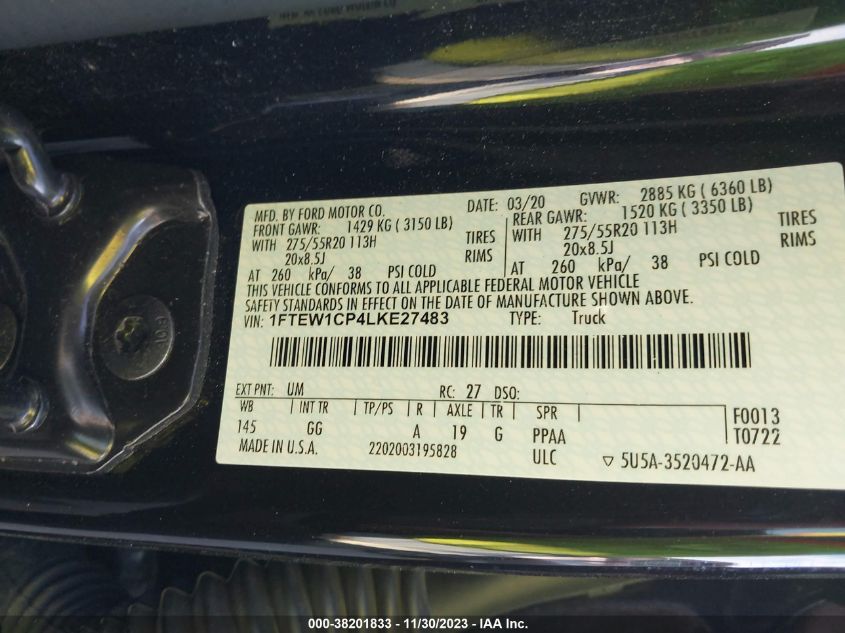 MFD. BY FORD MOTOR CO. DATE: 03/20 GVWR: 2885 KG ( 6360 LB)
FRONT GAWR: 1429 KG ( 3150 LB) REAR GAWR: 1520 KG ( 3350 LB)
WITH 275/55R20 113H TIRES WITH 275/55R20 113H TIRES
20x8.5J RIMS 20x8.5J RIMS
AT 260 kPa/ 38 PSI COLD AT 260 kPa/ 38 PSI COLD
THIS VEHICLE CONFORMS TO ALL APPLICABLE FEDERAL MOTOR VEHICLE
SAFETY STANDARDS IN EFFECT ON THE DATE OF MANUFACTURE SHOWN ABOVE.
VIN: 1FTEW1CP4LKE27483 TYPE: Truck
EXT PNT: UM RC: 27 DSO:
WB INT TR TP/PS R AXLE TR SPR F0013
145 GG A 19 G PPAA T0722
MADE IN U.S.A. 2202003195828 ULC ▽ 5U5A-3520472-AA
000-38201833 - 11/30/2023 - IAA Inc.